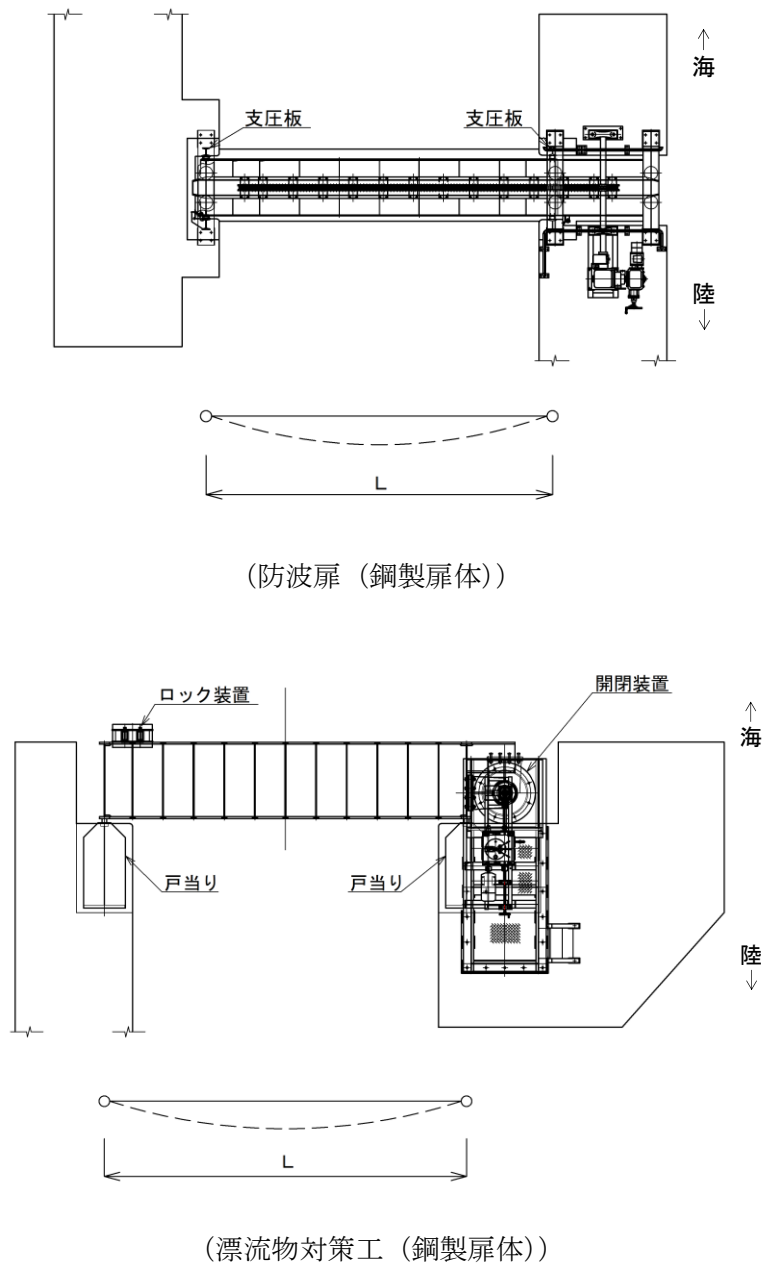 海
支圧板
支圧板
陸
L
(防波扉(鋼製扉体))
ロック装置
開閉装置
海
戸当り
戸当り
陸
L
(漂流物対策工(鋼製扉体))